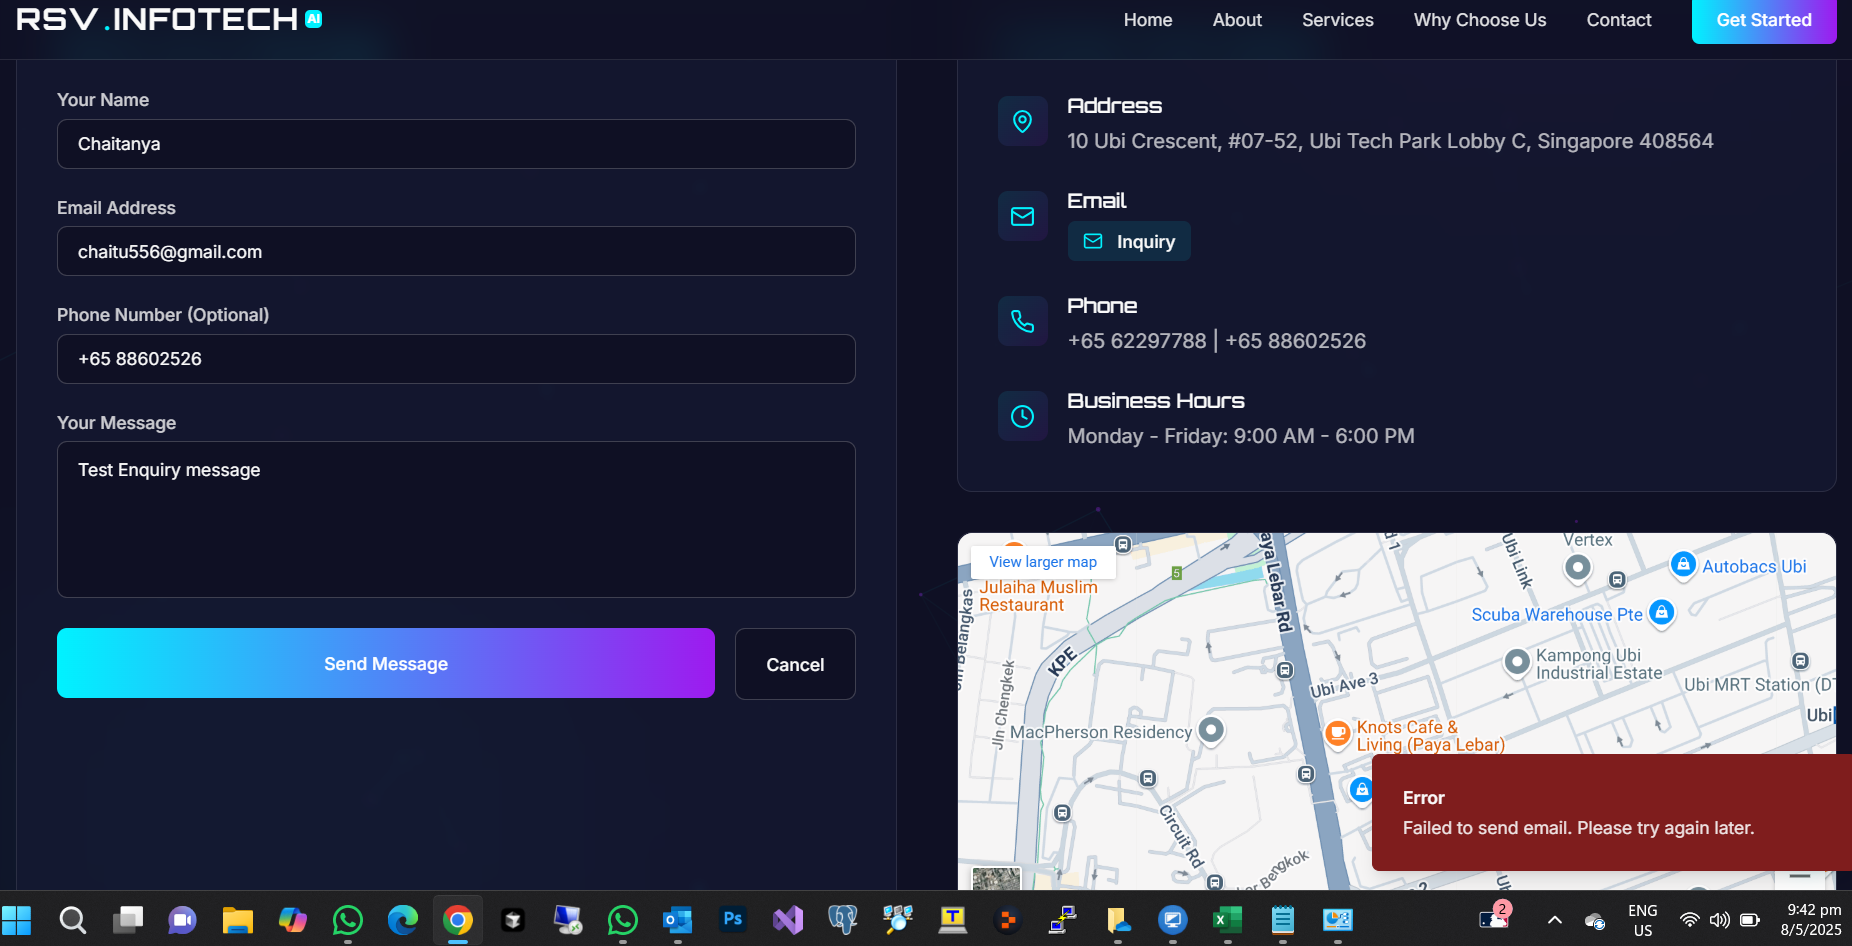 RSV.INFOTECH AI
Home About Services Why Choose Us Contact Get Started
Your Name
Chaitanya
Email Address
chaitu556@gmail.com
Phone Number (Optional)
+65 88602526
Your Message
Test Enquiry message
Send Message
Cancel
Address
10 Ubi Crescent, #07-52, Ubi Tech Park Lobby C, Singapore 408564
Email
Inquiry
Phone
+65 62297788 | +65 88602526
Business Hours
Monday - Friday: 9:00 AM - 6:00 PM
View larger map
Julaiha Muslim
Restaurant
5
KPE
Jln Chengkek
MacPherson Residency
Circuit Rd
Ubi Ave 3
Ubi Link
Vertex
Autobacs Ubi
Scuba Warehouse Pte
Kampong Ubi
Industrial Estate
Ubi MRT Station
Ubi
Knots Cafe &
Living (Paya Lebar)
Error
Failed to send email. Please try again later.
Ps
T
2
ENG
US
9:42 pm
8/5/2025